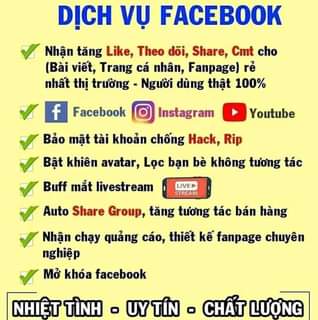 DỊCH VỤ FACEBOOK
Nhận tăng Like, Theo dõi, Share, Cmt cho
(Bài viết, Trang cá nhân, Fanpage) rẻ
nhất thị trường - Người dùng thật 100%
Facebook Instagram Youtube
Bảo mật tài khoản chống Hack, Rip
Bật khiên avatar, Lọc bạn bè không tương tác
Buff mắt livestream LIVE STREAM
Auto Share Group, tăng tương tác bán hàng
Nhận chạy quảng cáo, thiết kế fanpage chuyên
nghiệp
Mở khóa facebook
NHIỆT TÌNH - UY TÍN - CHẤT LƯỢNG